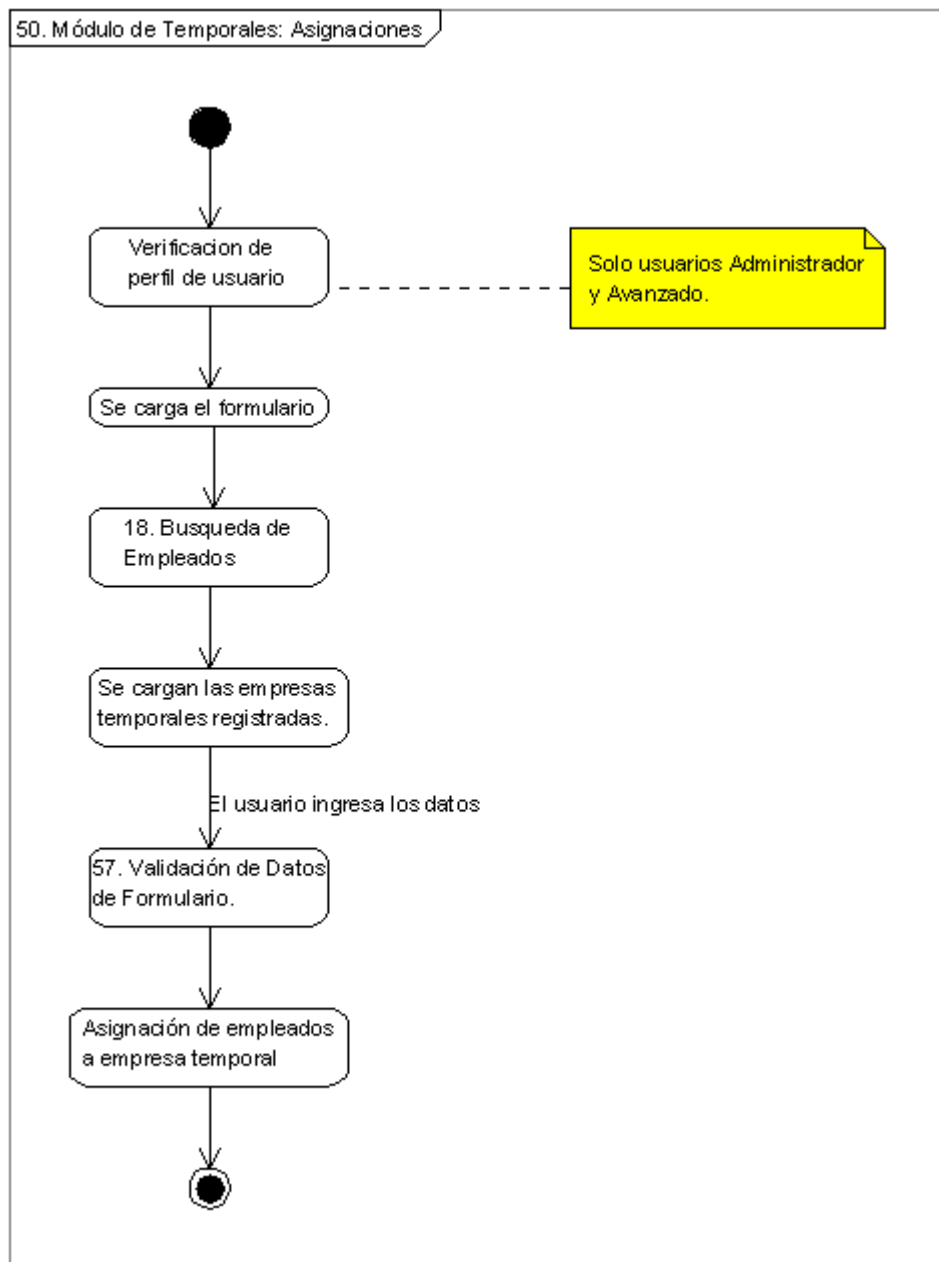 50. Módulo de Temporales: Asignaciones
Verificacion de
perfil de usuario
Solo usuarios Administrador
y Avanzado.
Se carga el formulario
18. Busqueda de
Empleados
Se cargan las empresas
temporales registradas.
El usuario ingresa los datos
57. Validación de Datos
de Formulario.
Asignación de empleados
a empresa temporal